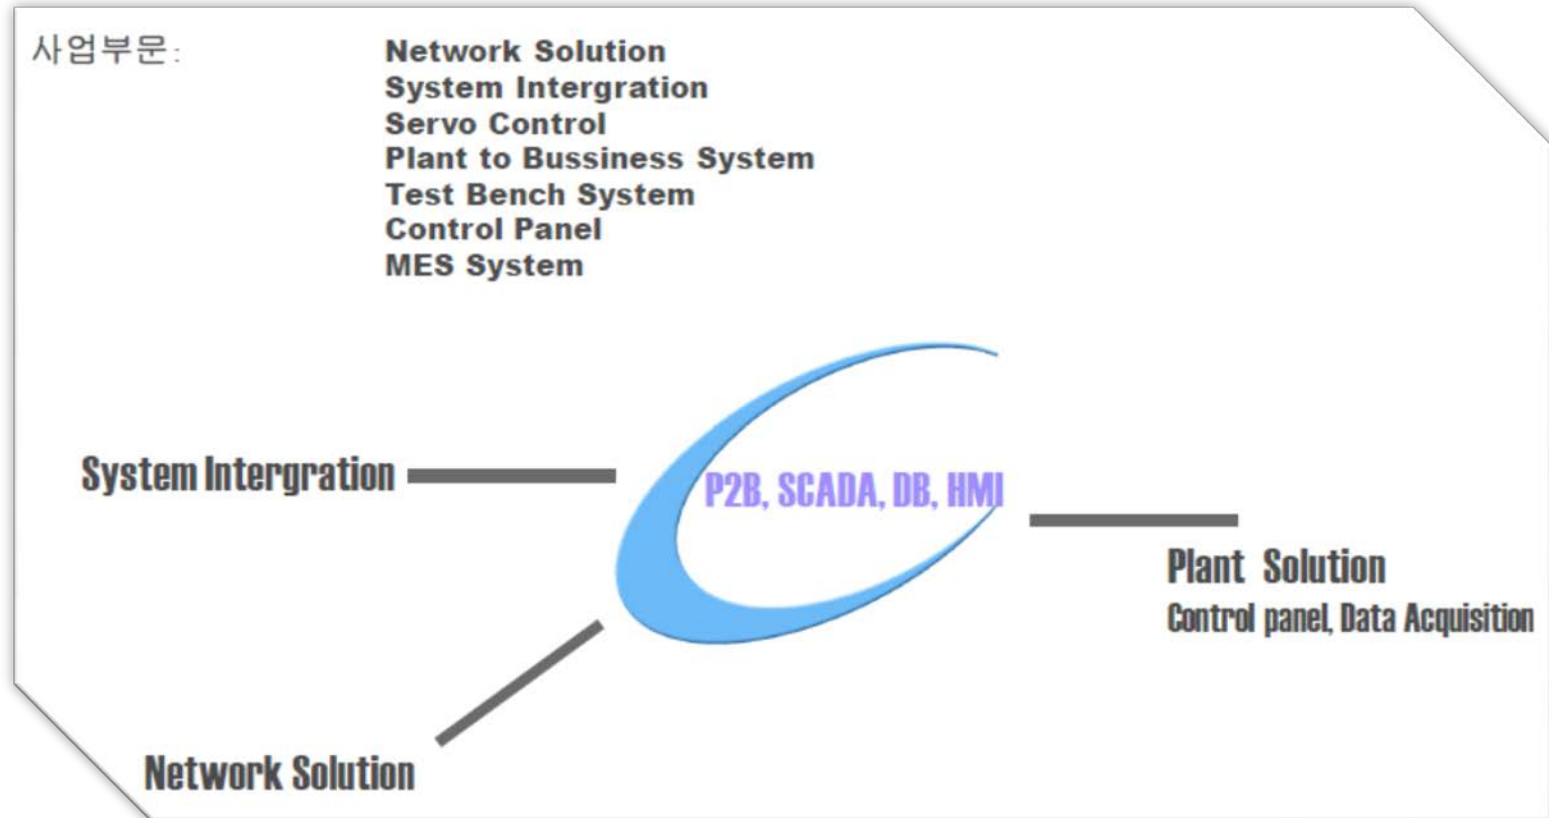 사업부문:
Network Solution
System Intergration
Servo Control
Plant to Bussiness System
Test Bench System
Control Panel
MES System
System Intergration
P2B, SCADA, DB, HMI
Plant Solution
Control panel, Data Acquisition
Network Solution